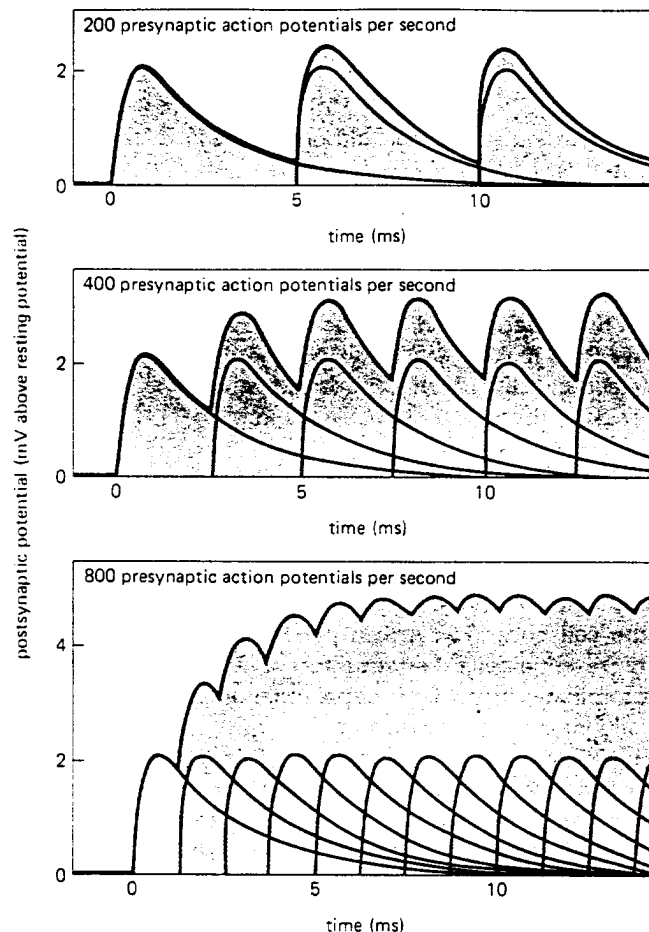 200 presynaptic action potentials per second
2
0
0 5 10
time (ms)
400 presynaptic action potentials per second
2
0
0 5 10
time (ms)
postsynaptic potential (mV above resting potential)
800 presynaptic action potentials per second
4
2
0
0 5 10
time (ms)